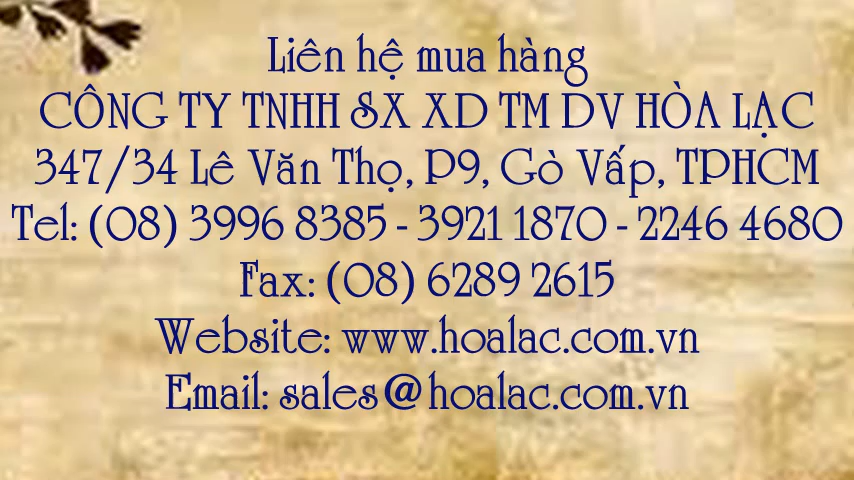 Liên hệ mua hàng
CÔNG TY TNHH SX XD TM DV HÒA LẠC
347/34 Lê Văn Thọ, P9, Gò Vấp, TPHCM
Tel: (08) 3996 8385 - 3921 1870 - 2246 4680
Fax: (08) 6289 2615
Website: www.hoalac.com.vn
Email: sales@hoalac.com.vn